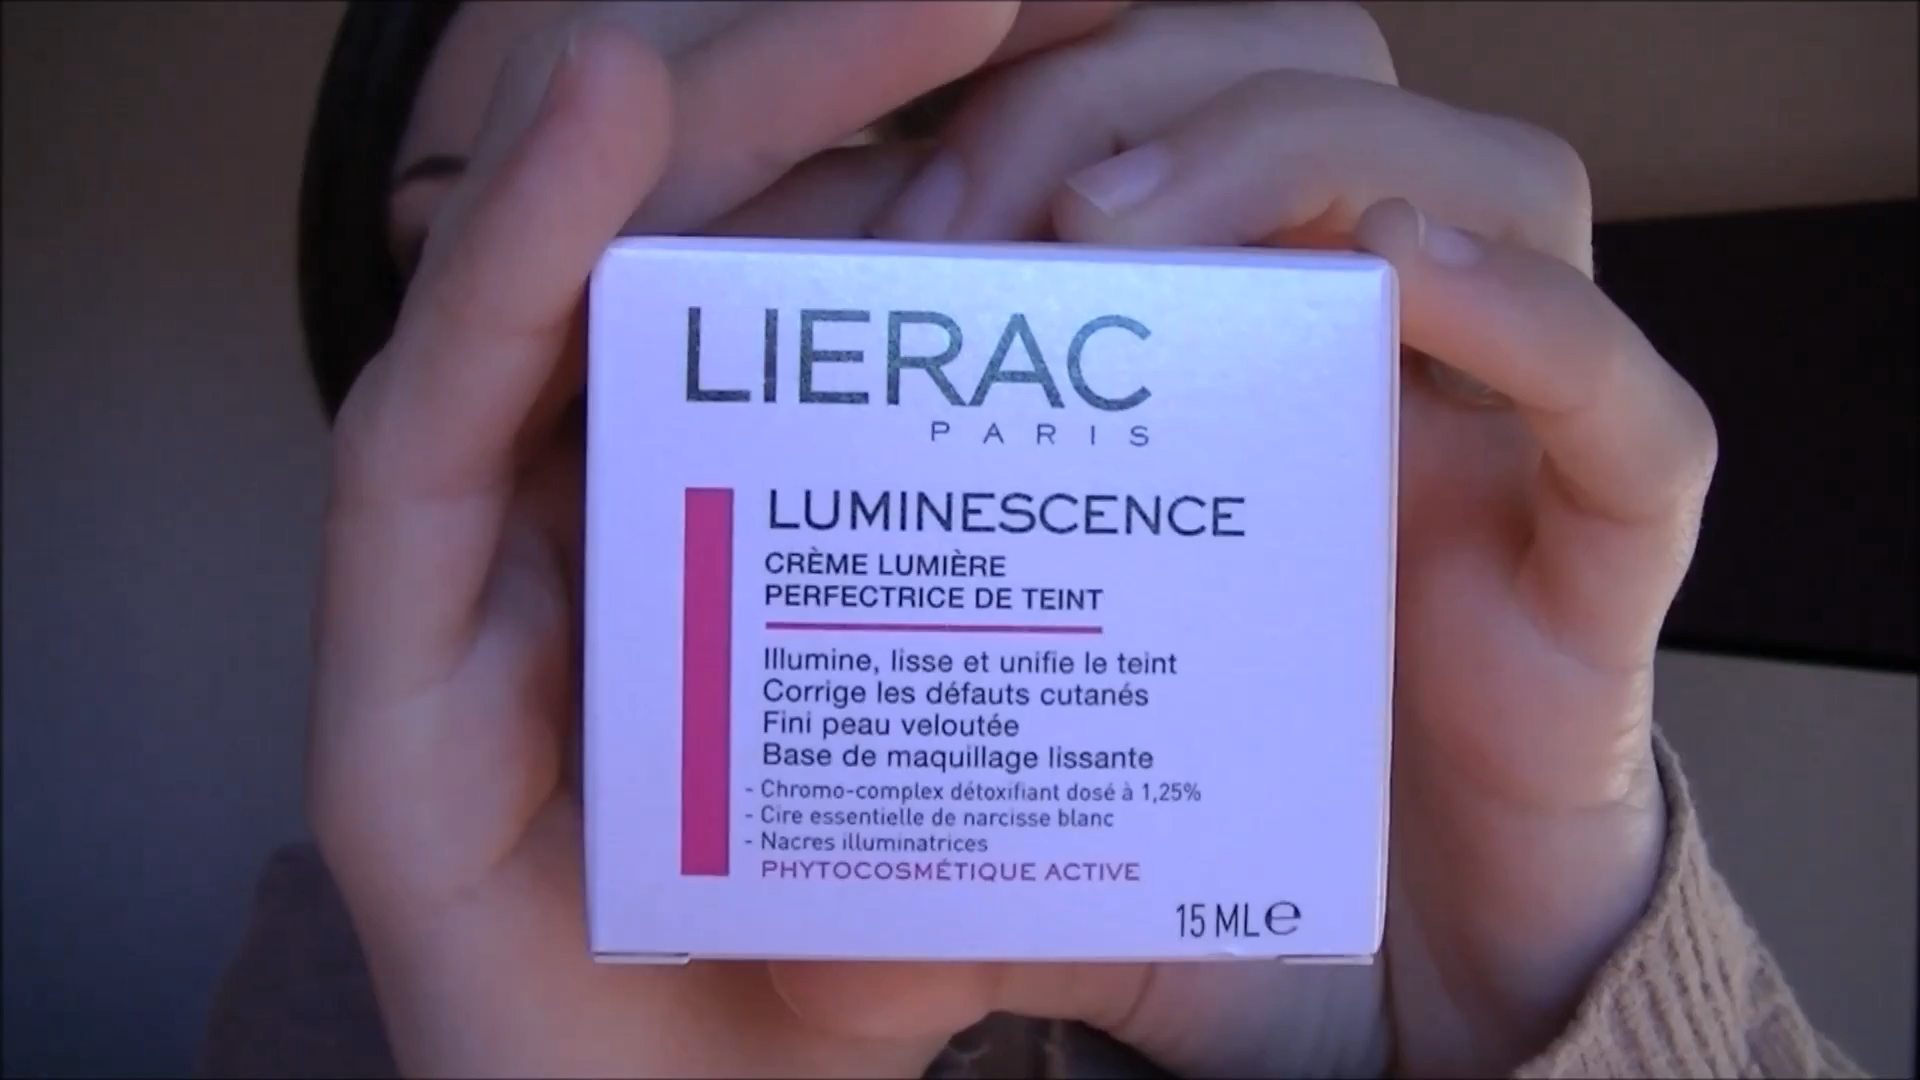 LIERAC
PARIS
LUMINESCENCE
CRÈME LUMIÈRE
PERFECTRICE DE TEINT
Illumine, lisse et unifie le teint
Corrige les défauts cutanés
Fini peau veloutée
Base de maquillage lissante
- Chromo-complex détoxifiant dosé à 1,25%
- Cire essentielle de narcisse blanc
- Nacres illuminatrices
PHYTOCOSMÉTIQUE ACTIVE
15 ML ℮